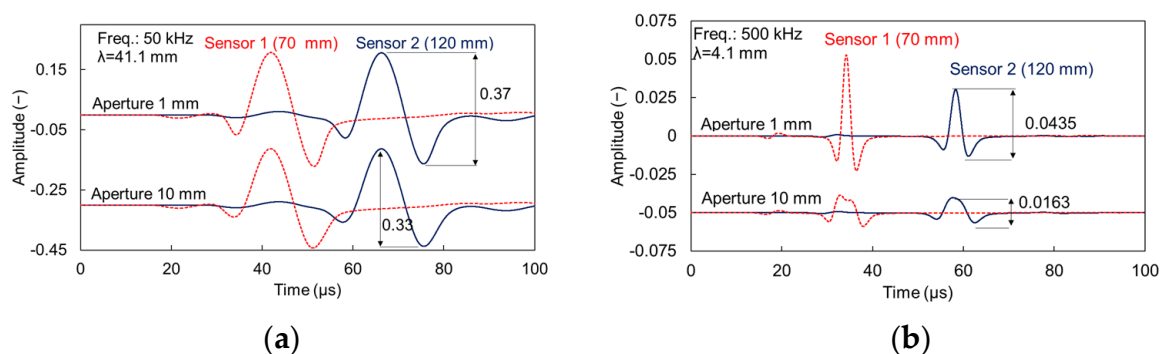 Freq.: 50 kHz
λ=41.1 mm
Sensor 1 (70 mm)
Sensor 2 (120 mm)
0.15
-0.05
-0.25
-0.45
Amplitude (−)
Aperture 1 mm
0.37
Aperture 10 mm
0.33
0
20
40
60
80
100
Time (µs)
(a)
Freq.: 500 kHz
λ=4.1 mm
Sensor 1 (70 mm)
Sensor 2 (120 mm)
0.075
0.05
0.025
0
-0.025
-0.05
-0.075
Amplitude (−)
Aperture 1 mm
0.0435
Aperture 10 mm
0.0163
0
20
40
60
80
100
Time (µs)
(b)